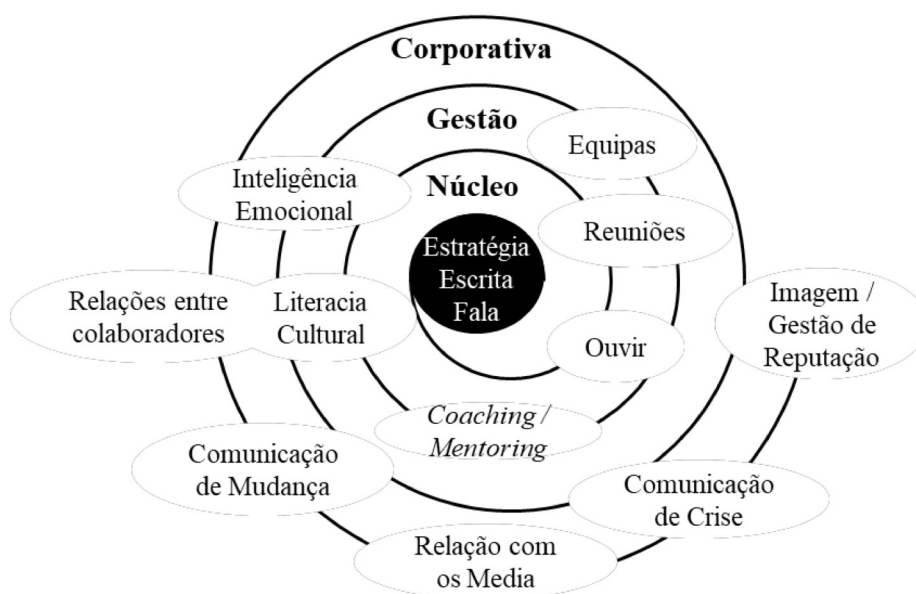 Corporativa
Gestão
Equipas
Inteligência
Emocional
Núcleo
Reuniões
Estratégia
Escrita
Fala
Relações entre
colaboradores
Literacia
Cultural
Ouvir
Imagem /
Gestão de
Reputação
Coaching /
Mentoring
Comunicação
de Mudança
Comunicação
de Crise
Relação com
os Media